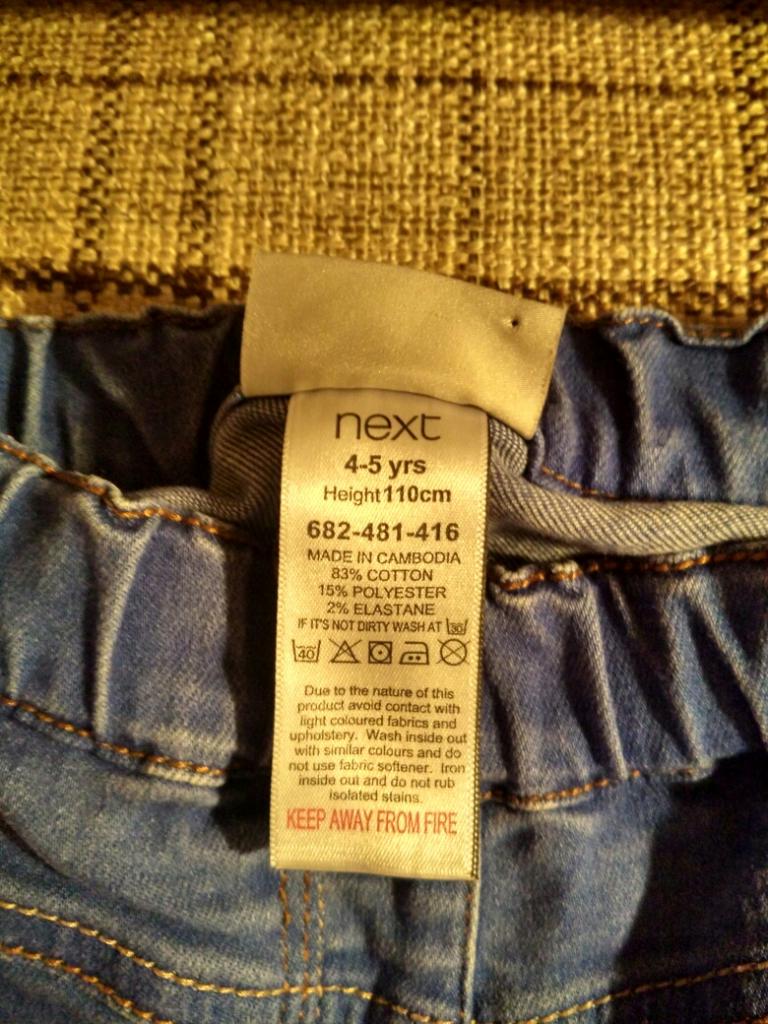 next
4-5 yrs
Height 110cm
682-481-416
MADE IN CAMBODIA
83% COTTON
15% POLYESTER
2% ELASTANE
IF IT'S NOT DIRTY WASH AT 30
40
Due to the nature of this
product avoid contact with
light coloured fabrics and
upholstery. Wash inside out
with similar colours and do
not use fabric softener. Iron
inside out and do not rub
isolated stains.
KEEP AWAY FROM FIRE